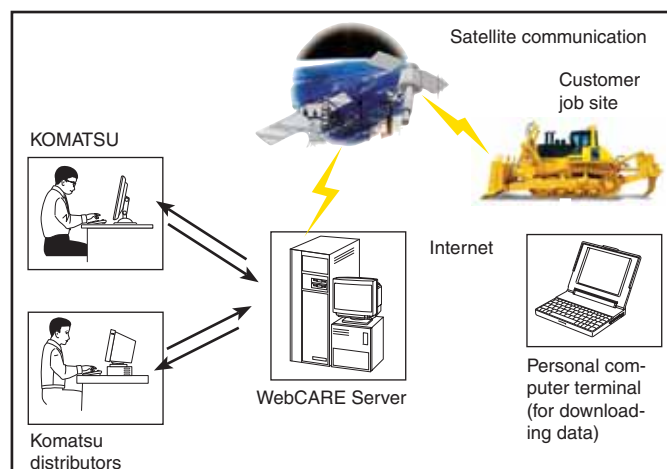 Satellite communication
Customer
job site
KOMATSU
Internet
WebCARE Server
Personal com-
puter terminal
(for download-
ing data)
Komatsu
distributors